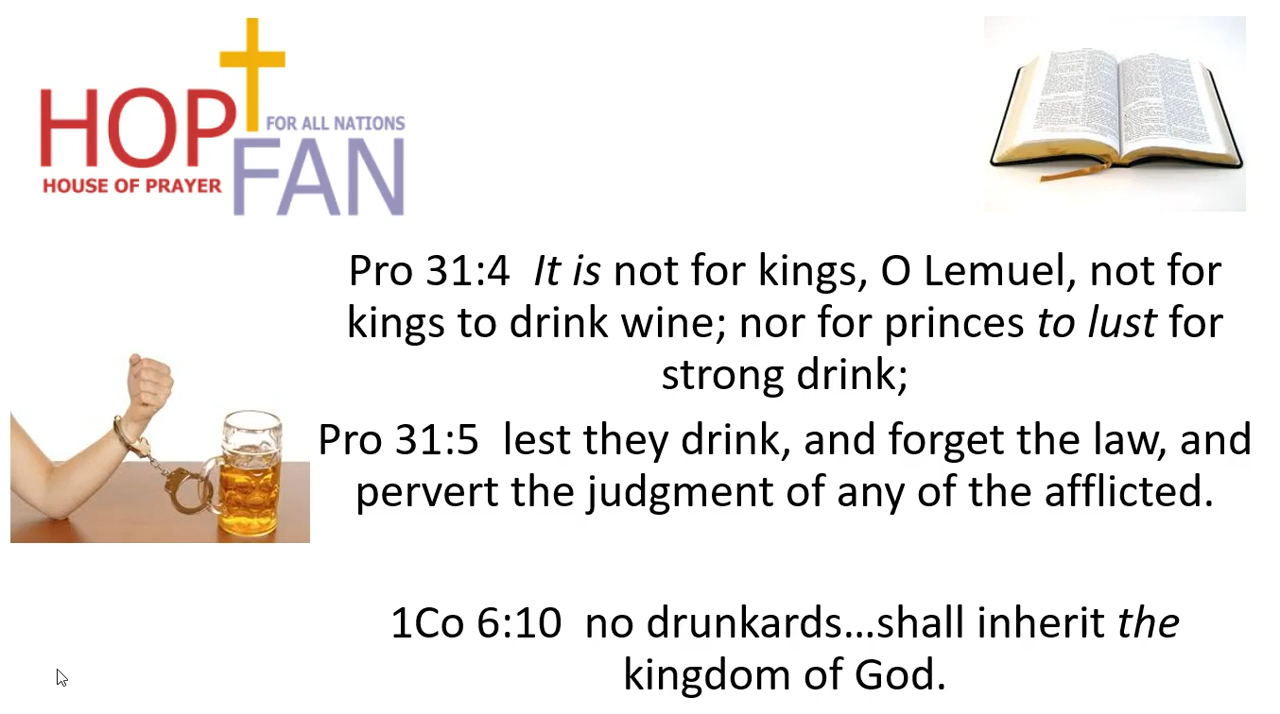 HOP
FOR ALL NATIONS
HOUSE OF PRAYER
FAN
Pro 31:4  It is not for kings, O Lemuel, not for
kings to drink wine; nor for princes to lust for
strong drink;
Pro 31:5  lest they drink, and forget the law, and
pervert the judgment of any of the afflicted.
1Co 6:10  no drunkards...shall inherit the
kingdom of God.